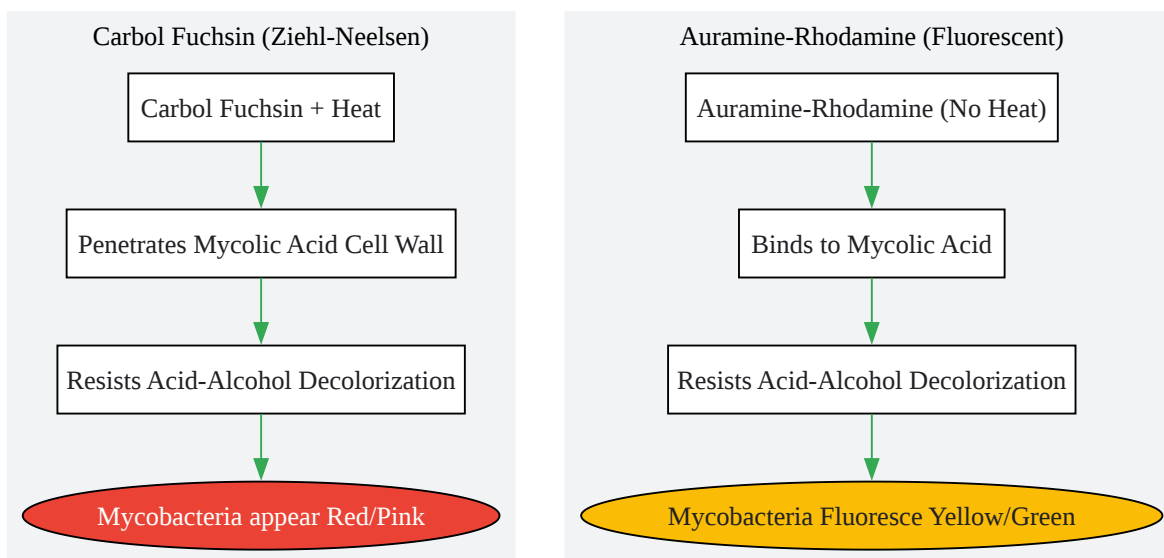 Carbol Fuchsin (Ziehl-Neelsen)
Carbol Fuchsin + Heat
Penetrates Mycolic Acid Cell Wall
Resists Acid-Alcohol Decolorization
Mycobacteria appear Red/Pink
Auramine-Rhodamine (Fluorescent)
Auramine-Rhodamine (No Heat)
Binds to Mycolic Acid
Resists Acid-Alcohol Decolorization
Mycobacteria Fluoresce Yellow/Green